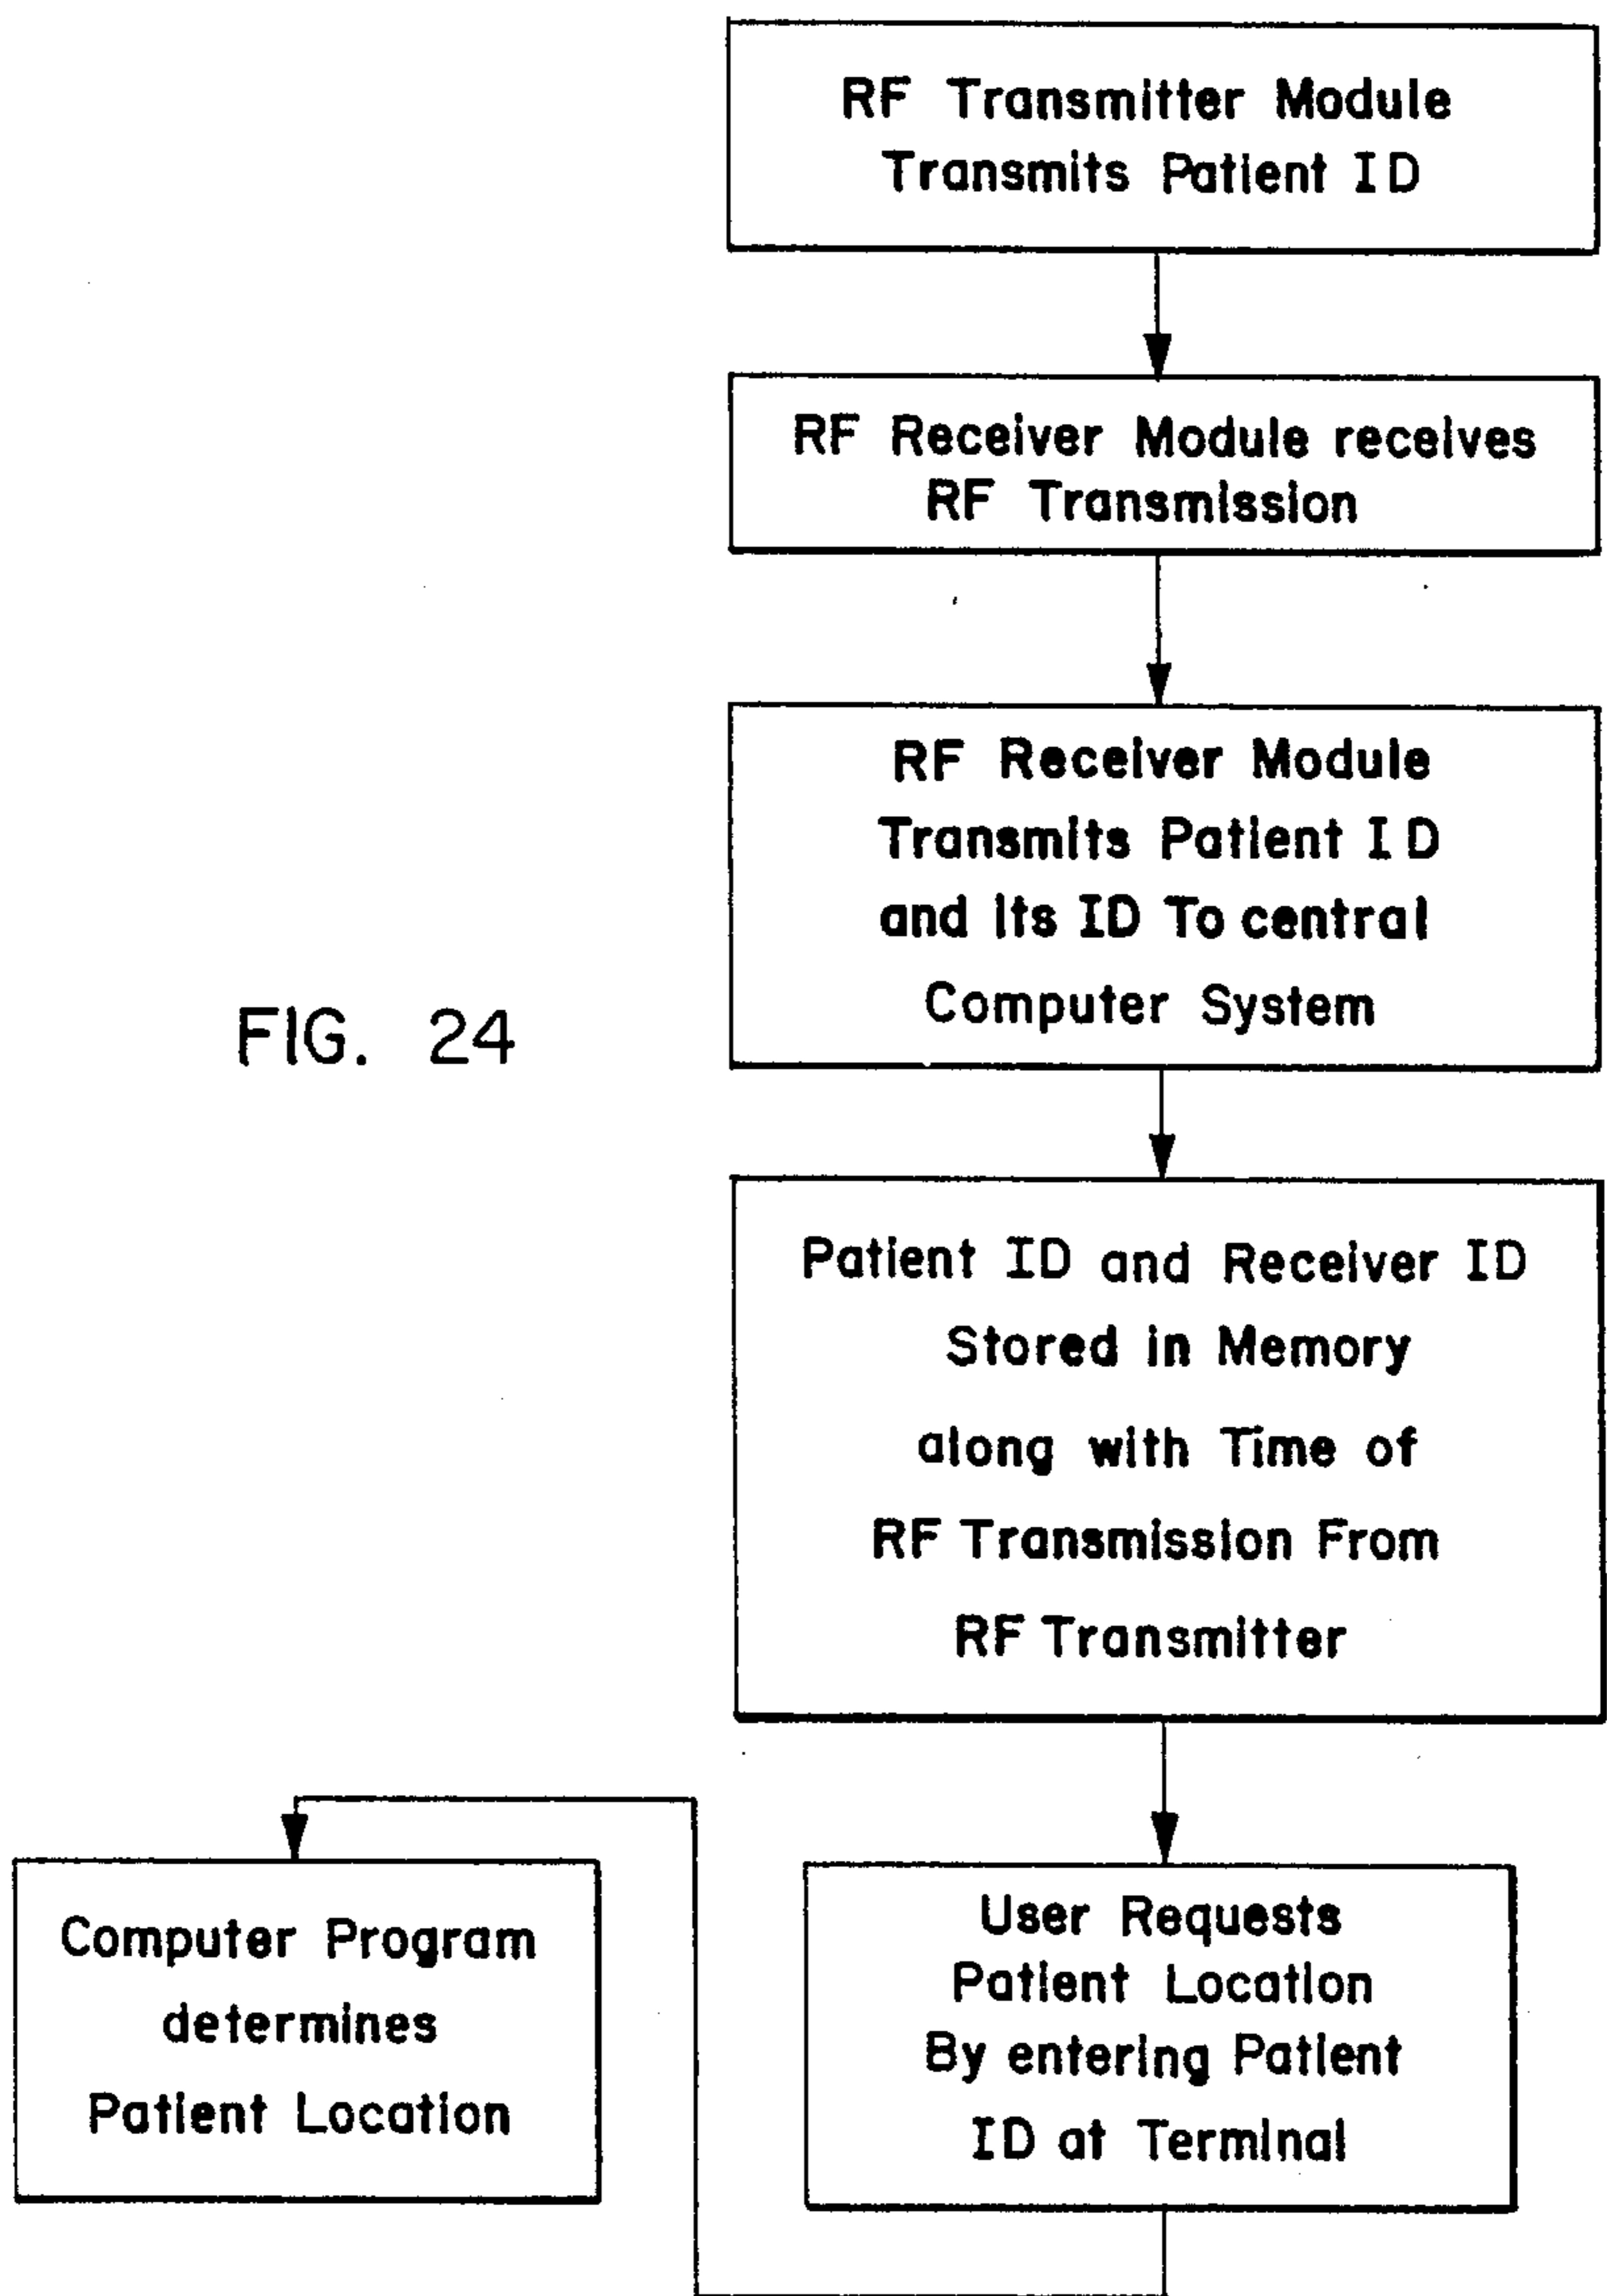 RF Transmitter Module
Transmits Patient ID
RF Receiver Module receives
RF Transmission
RF Receiver Module
Transmits Patient ID
and Its ID To central
Computer System
FIG. 24
Patient ID and Receiver ID
Stored in Memory
along with Time of
RF Transmission From
RF Transmitter
User Requests
Patient Location
By entering Patient
ID at Terminal
Computer Program
determines
Patient Location